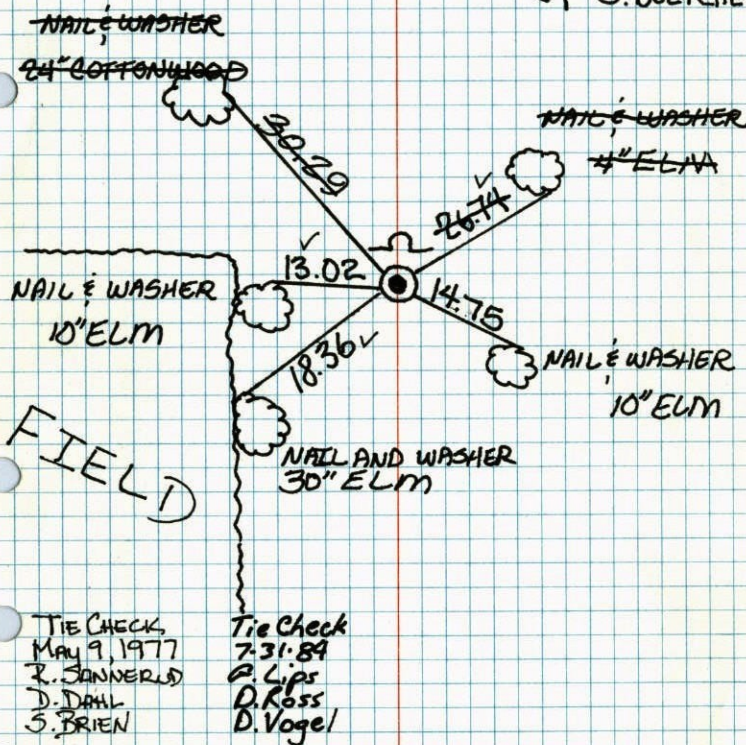 NAIL & WASHER
24" COTTONWOOD
30.29
NAIL & WASHER
4" ELM
26.74
13.02
NAIL & WASHER
10" ELM
14.75
NAIL & WASHER
10" ELM
18.36
NAIL AND WASHER
30" ELM
FIELD
TIE CHECK
MAY 9, 1977
D. DAHL
S. BRIEN
Tie Check
7-31-84
Lips
D. Ross
D. Vogel